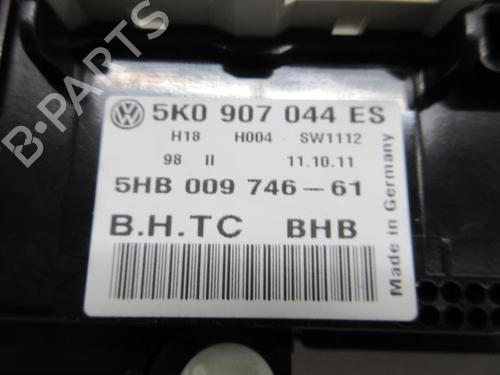 5K0 907 044 ES
H18 H004 SW1112
98 II 11.10.11
5HB 009 746-61
B.H.TC BHB
Made in Germany
B-PARTS